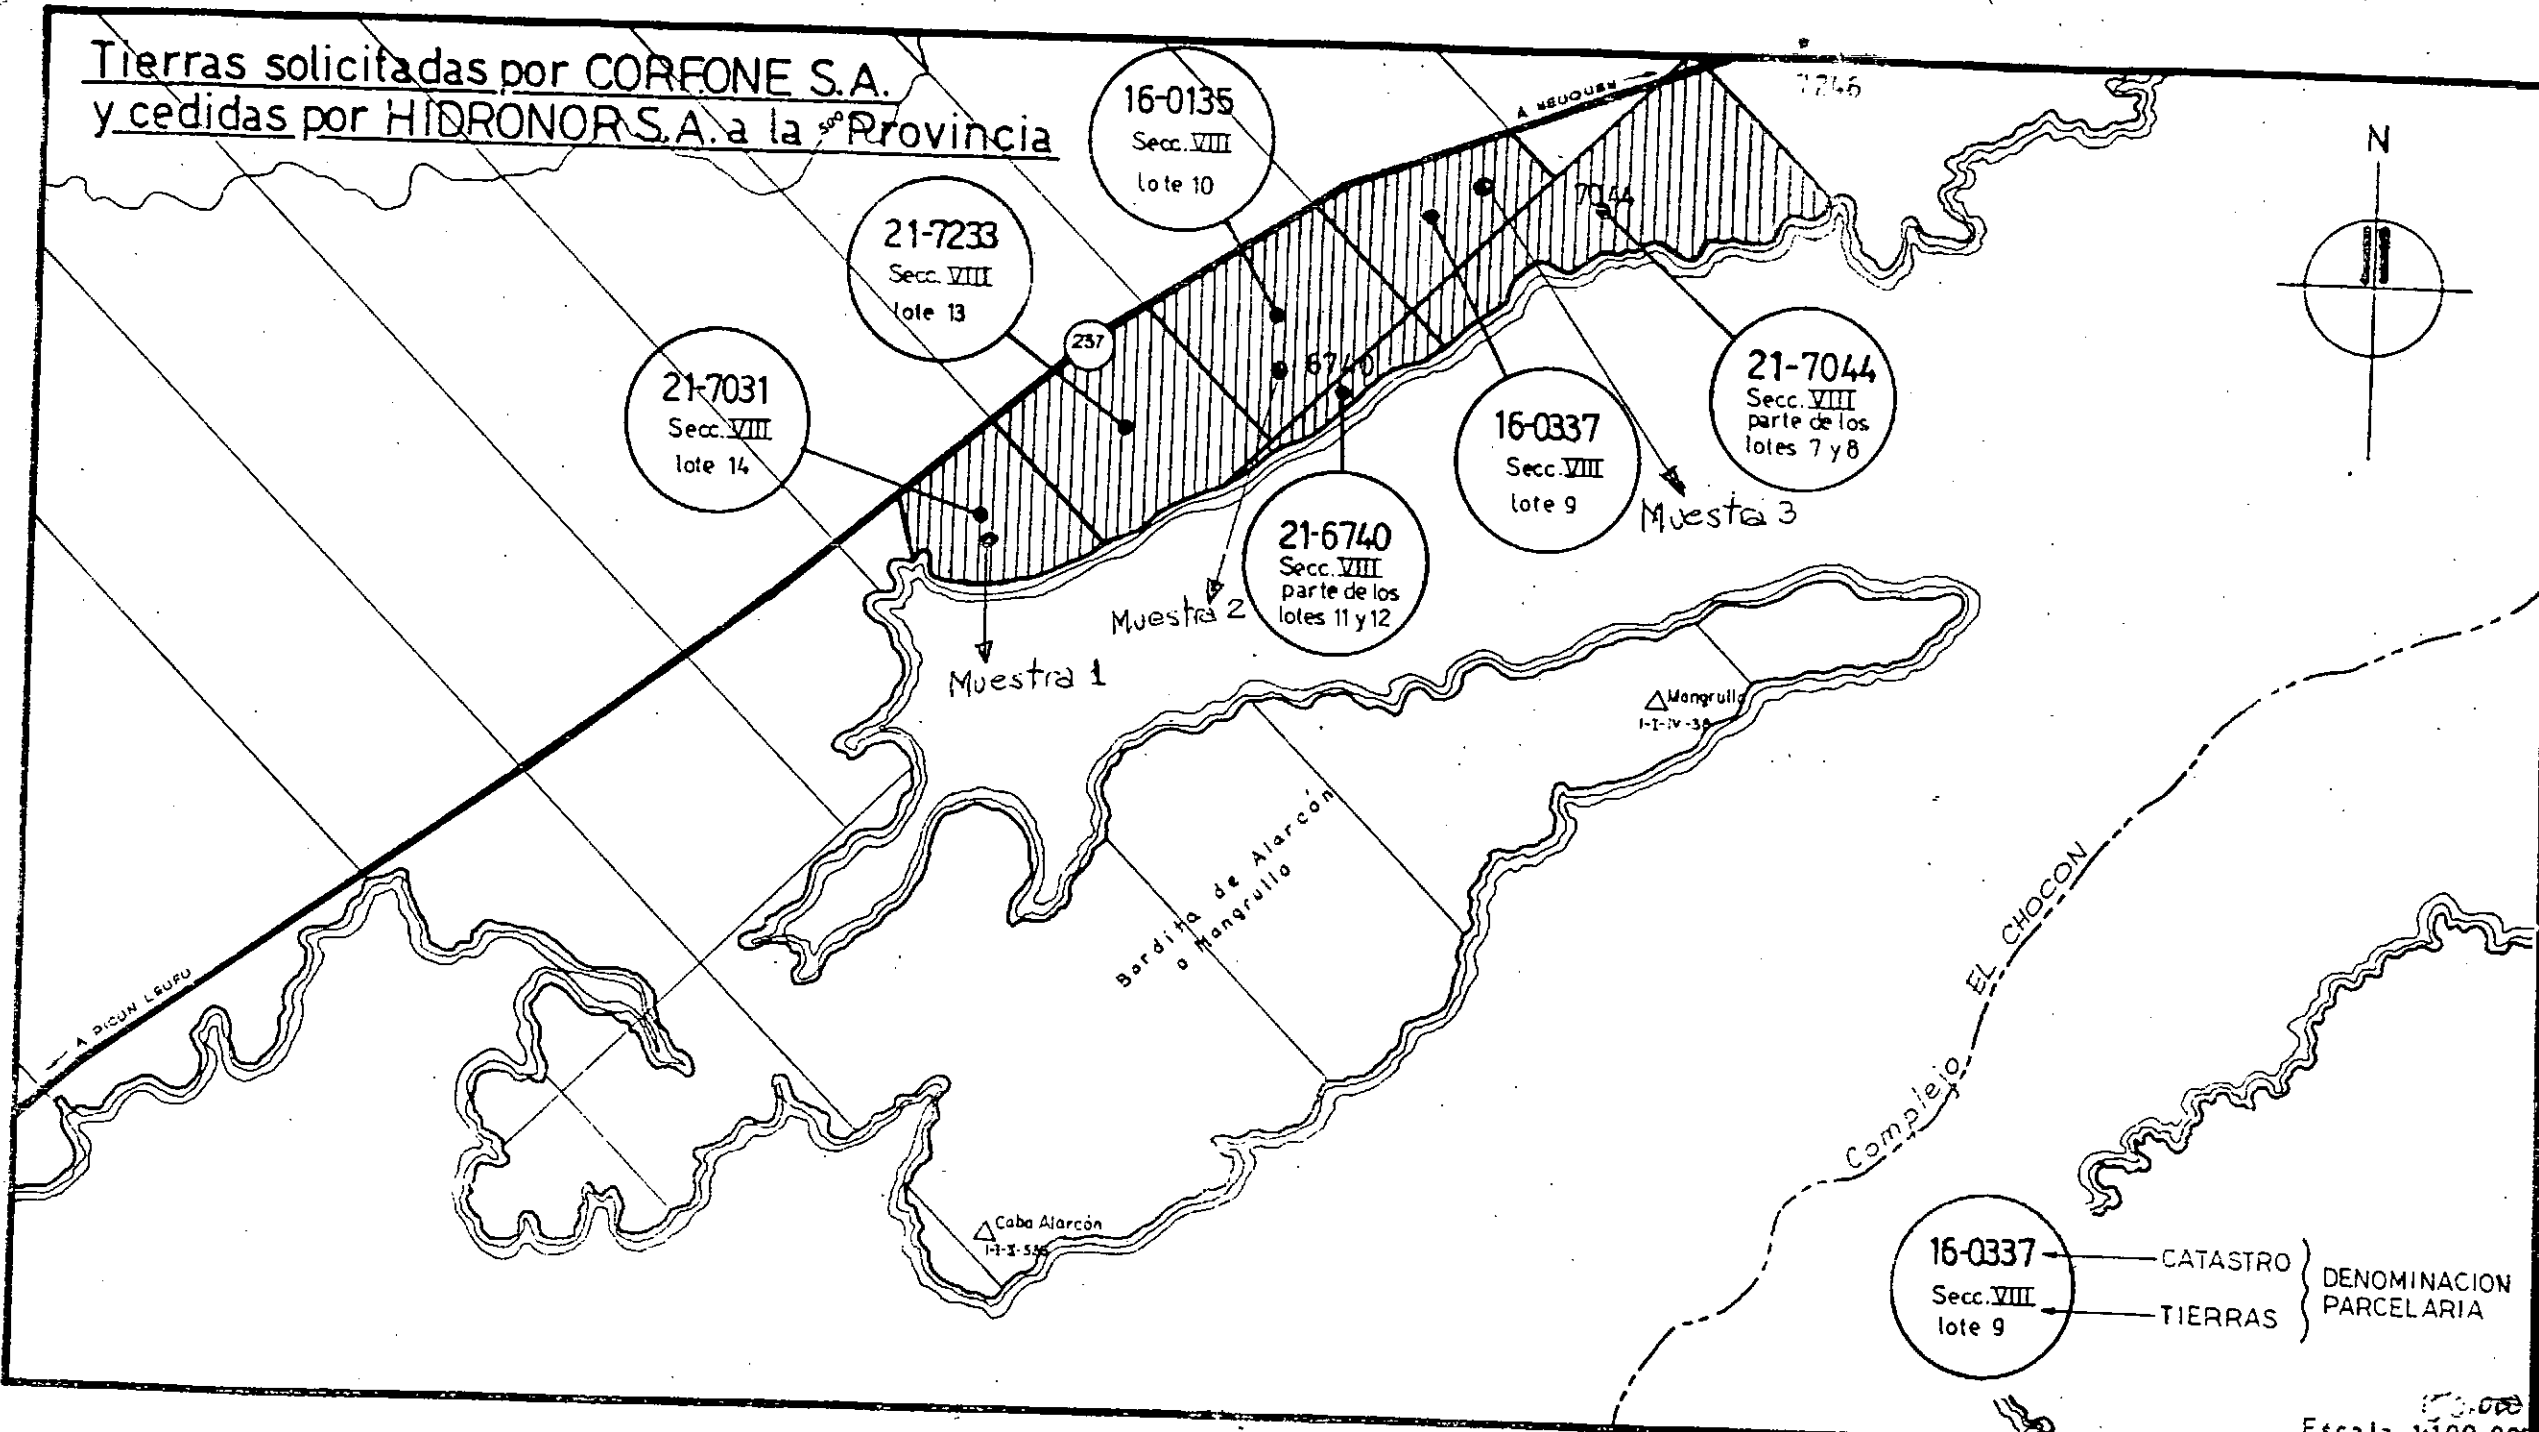 Tierras solicitadas por CORFONE S.A.
y cedidas por HIDRONOR S.A. a la Provincia
500
16-0135
Secc. VIII
lote 10
A NEUQUEN
7246
N
21-7233
Secc. VIII
lote 13
7044
237
21-7031
Secc. VIII
lote 14
6740
21-7044
Secc. VIII
parte de los
lotes 7 y 8
16-0337
Secc. VIII
lote 9
Muestra 3
21-6740
Secc. VIII
parte de los
lotes 11 y 12
Muestra 2
Muestra 1
Mangrullo
Bardita de Alarcón
o Mangrullo
A PICUN LEUFU
Complejo EL CHOCON
Caba Alarcón
16-0337
Secc. VIII
lote 9
CATASTRO
TIERRAS
DENOMINACION
PARCELARIA
Escala